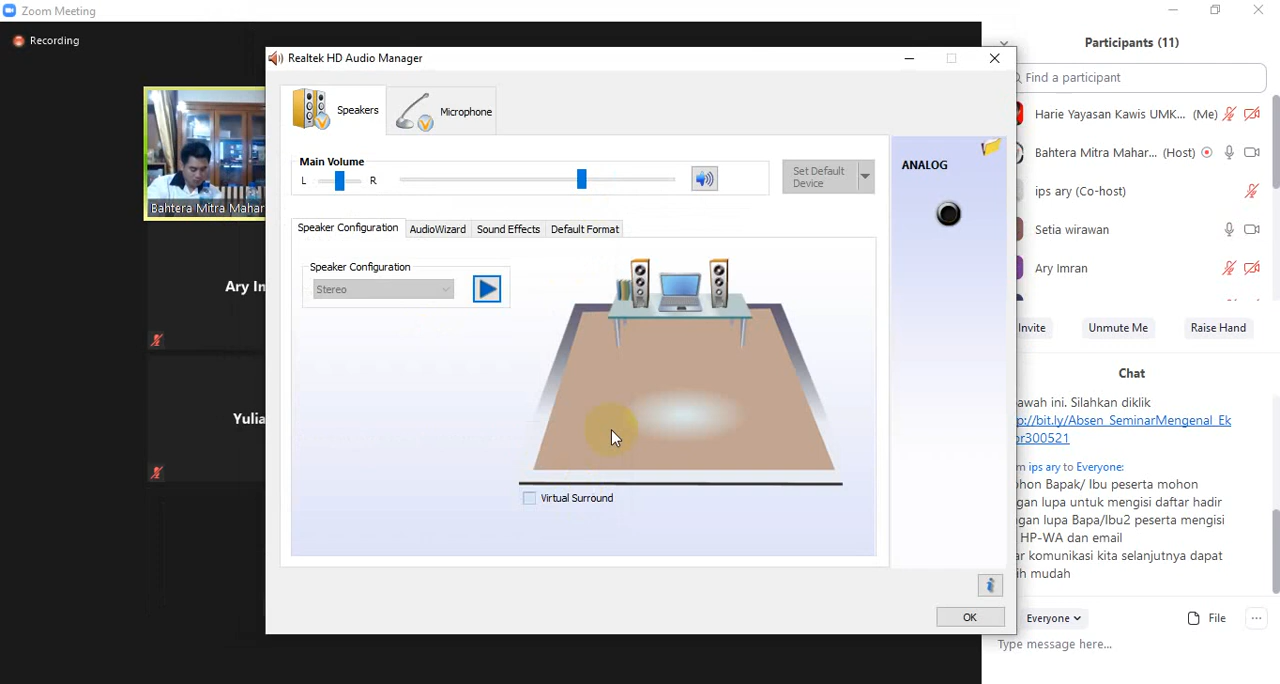 Zoom Meeting
Recording
Bahtera Mitra Mahar
Ary Im
Yulia
Realtek HD Audio Manager
Speakers
Microphone
Main Volume
L
R
Set Default
Device
Speaker Configuration
AudioWizard
Sound Effects
Default Format
Speaker Configuration
Stereo
Virtual Surround
ANALOG
OK
Participants (11)
Find a participant
Harie Yayasan Kawis UMK... (Me)
Bahtera Mitra Mahar... (Host)
ips ary (Co-host)
Setia wirawan
Ary Imran
Invite
Unmute Me
Raise Hand
Chat
awah ini. Silahkan diklik
p://bit.ly/Absen_SeminarMengenal_Ek
or300521
m ips ary to Everyone:
ohon Bapak/ Ibu peserta mohon
gan lupa untuk mengisi daftar hadir
gan lupa Bapa/Ibu2 peserta mengisi
HP-WA dan email
ar komunikasi kita selanjutnya dapat
ih mudah
Everyone
File
Type message here...